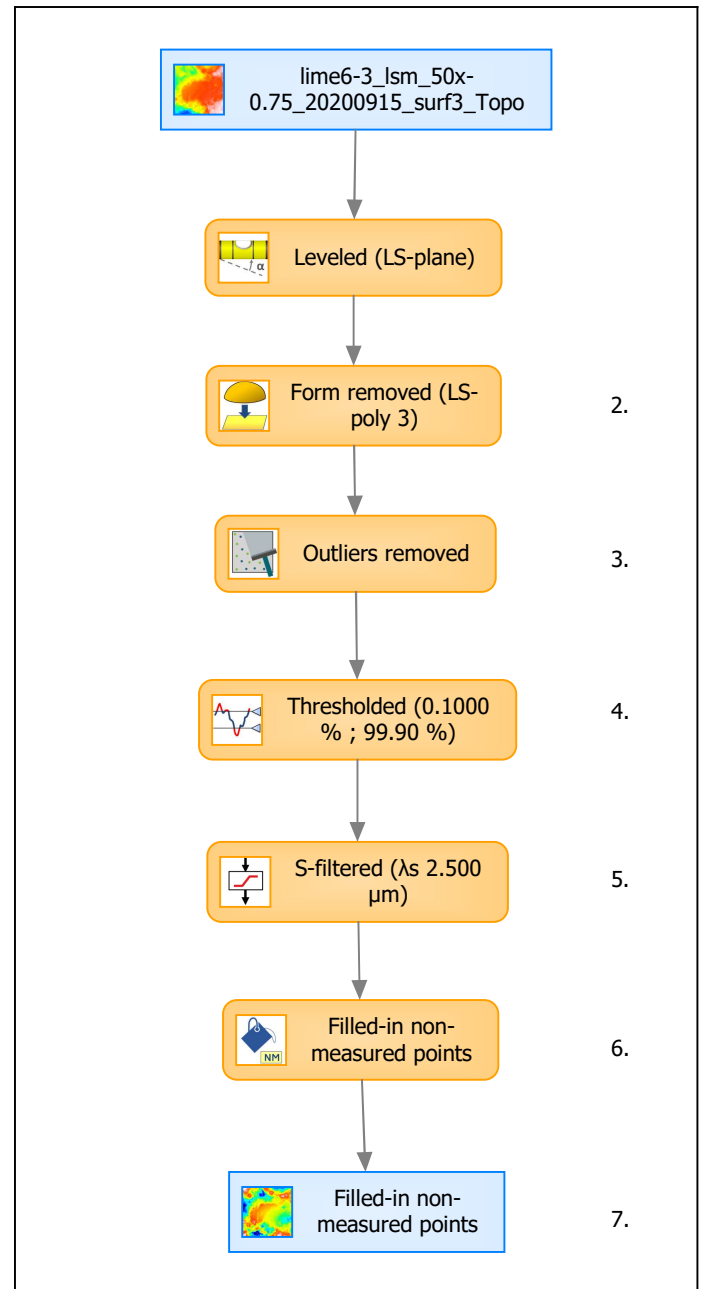 lime6-3_lsm_50x-
0.75_20200915_surf3_Topo
α
Leveled (LS-plane)
Form removed (LS-
poly 3)
2.
Outliers removed
3.
Thresholded (0.1000
% ; 99.90 %)
4.
S-filtered (λs 2.500
µm)
5.
Filled-in non-
measured points
NM
6.
Filled-in non-
measured points
7.